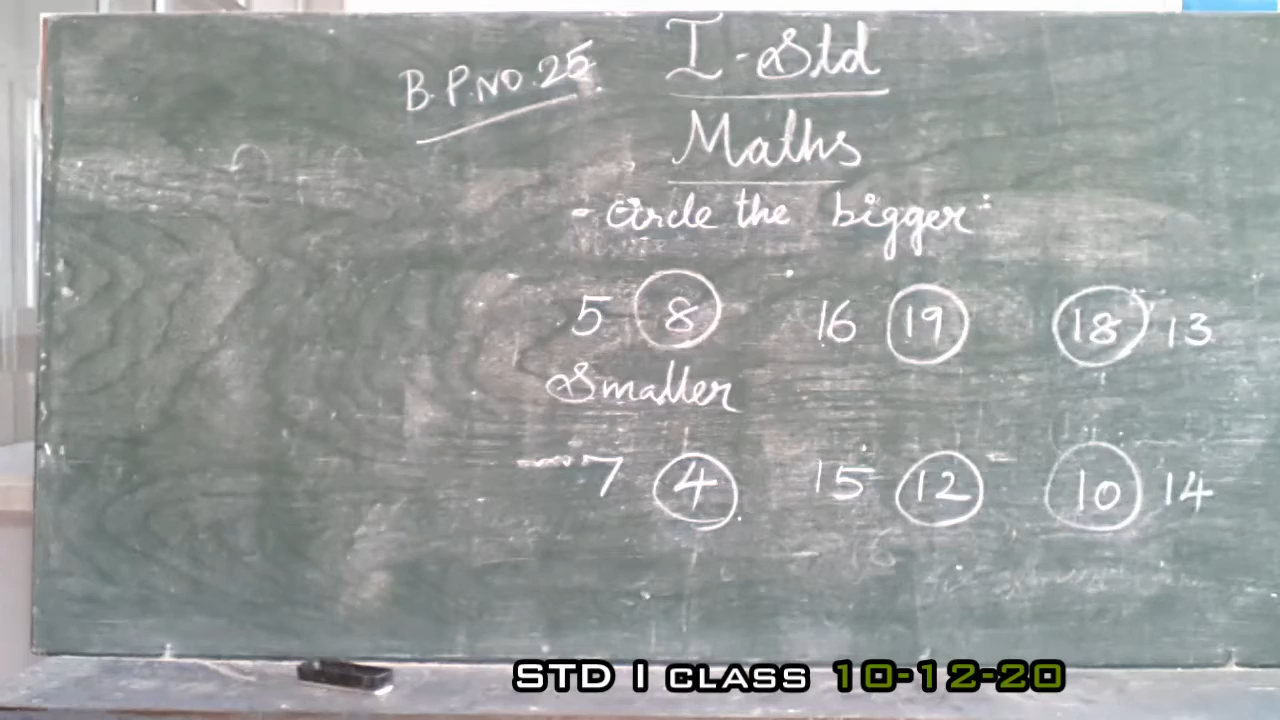 B.P.NO.25
I-Std
Maths
- Circle the bigger:
5 8 16 19 18 13
Smaller
7 4 15 12 10 14
STD I CLASS 10-12-20